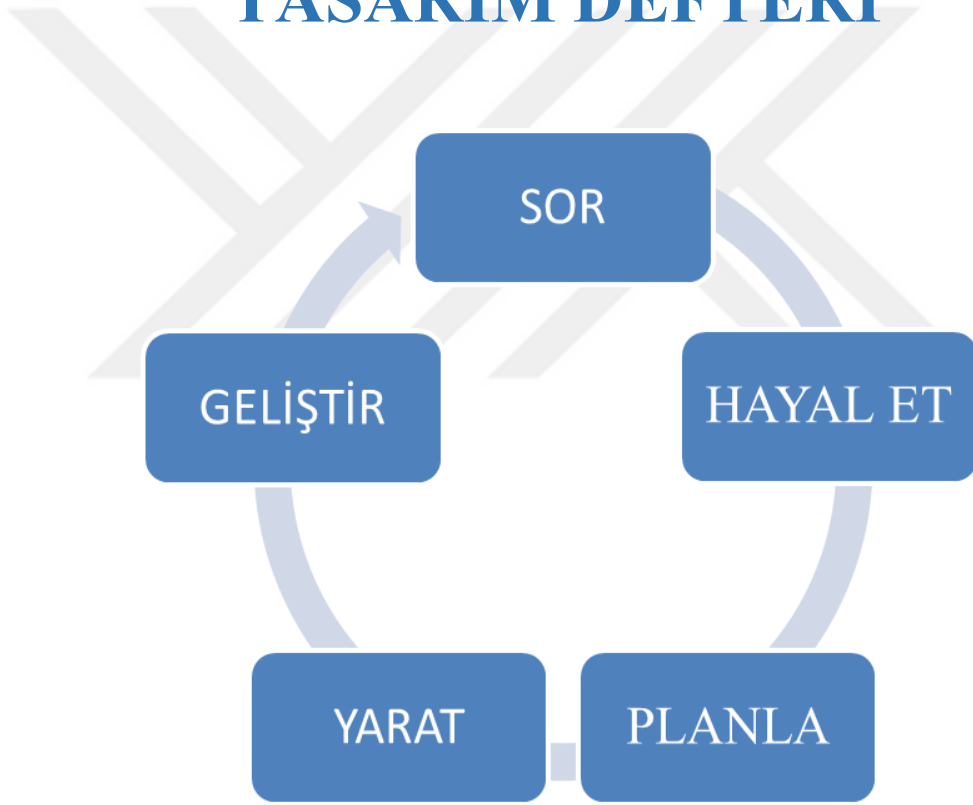 TASARIM DEFTERİ
SOR
HAYAL ET
PLANLA
YARAT
GELİŞTİR